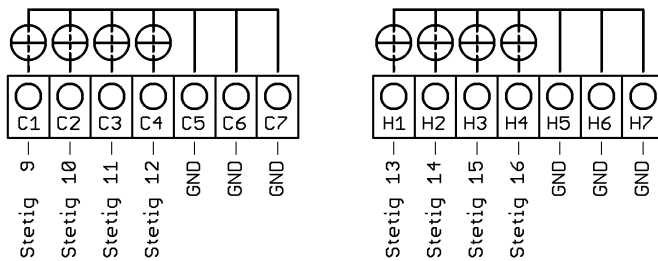 C1 C2 C3 C4 C5 C6 C7
H1 H2 H3 H4 H5 H6 H7
Stetig 9
Stetig 10
Stetig 11
Stetig 12
GND
GND
GND
Stetig 13
Stetig 14
Stetig 15
Stetig 16
GND
GND
GND